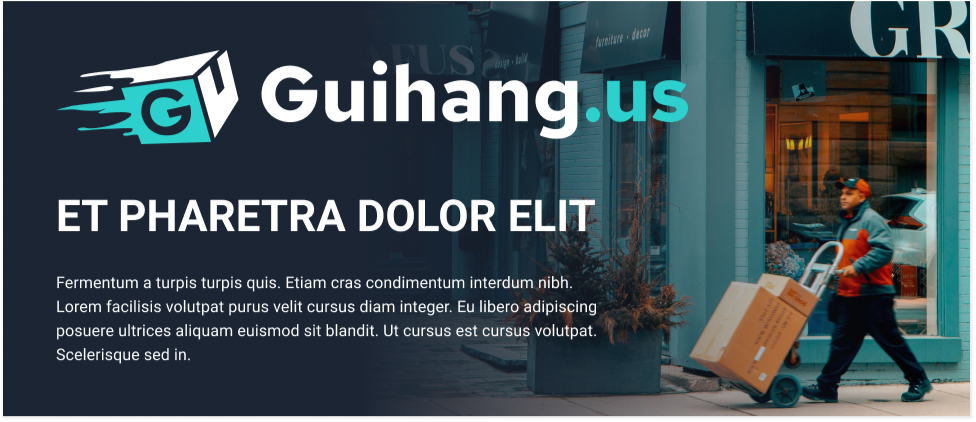 GU
Guihang.us
furniture · decor
design · build
GR
ET PHARETRA DOLOR ELIT
Fermentum a turpis turpis quis. Etiam cras condimentum interdum nibh.
Lorem facilisis volutpat purus velit cursus diam integer. Eu libero adipiscing
posuere ultrices aliquam euismod sit blandit. Ut cursus est cursus volutpat.
Scelerisque sed in.